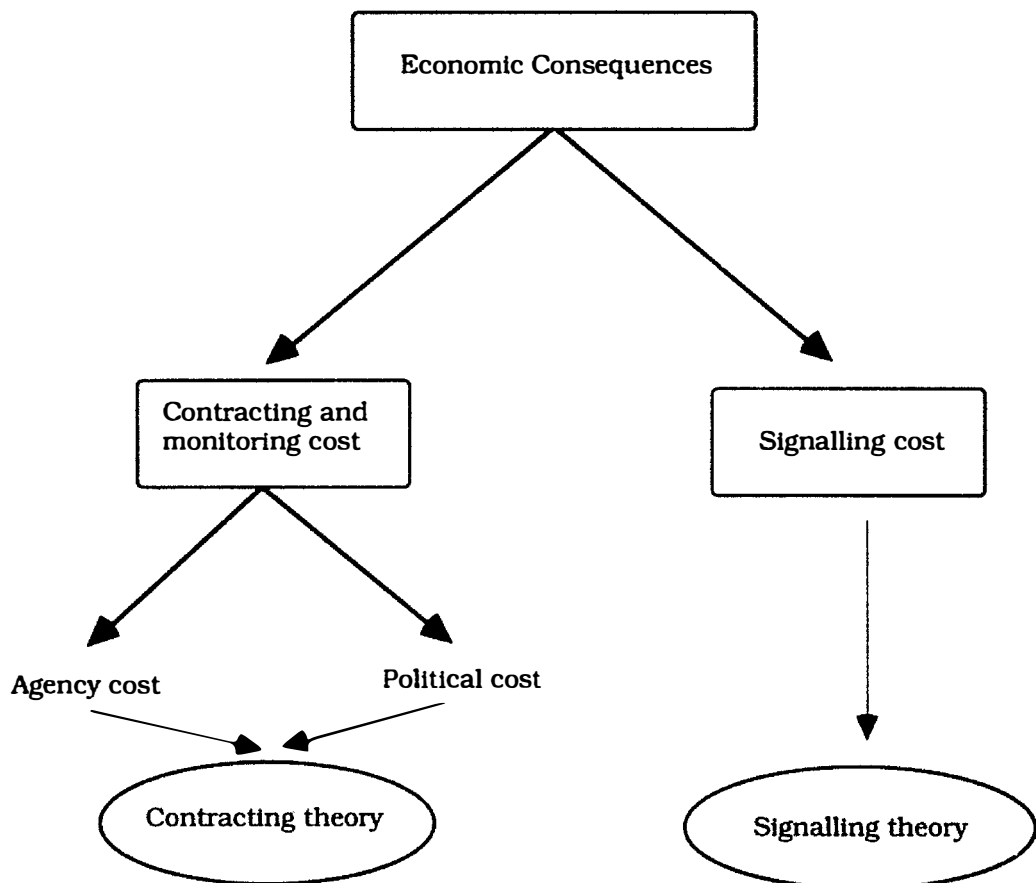 Economic Consequences
Contracting and
monitoring cost
Signalling cost
Agency cost
Political cost
Contracting theory
Signalling theory